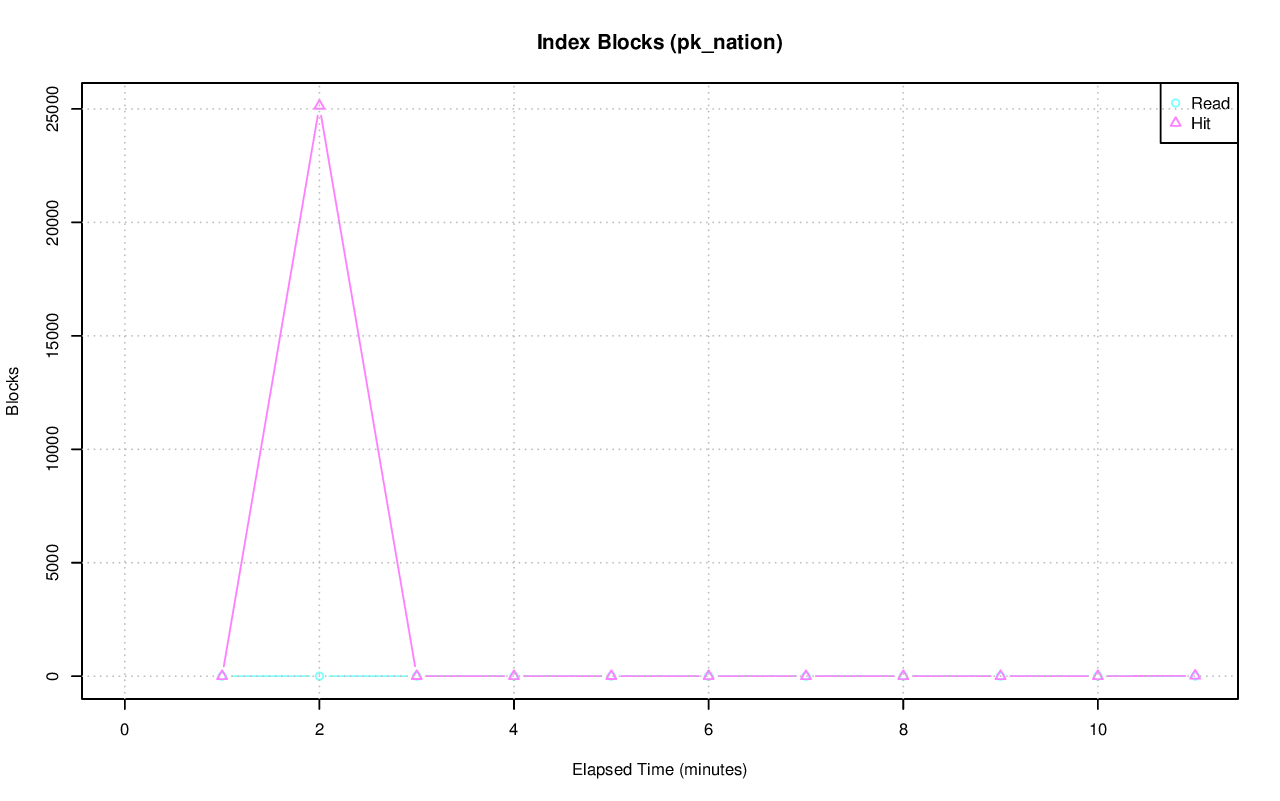 Index Blocks (pk_nation)
Read
Hit
Blocks
25000
20000
15000
10000
5000
0
0 2 4 6 8 10
Elapsed Time (minutes)